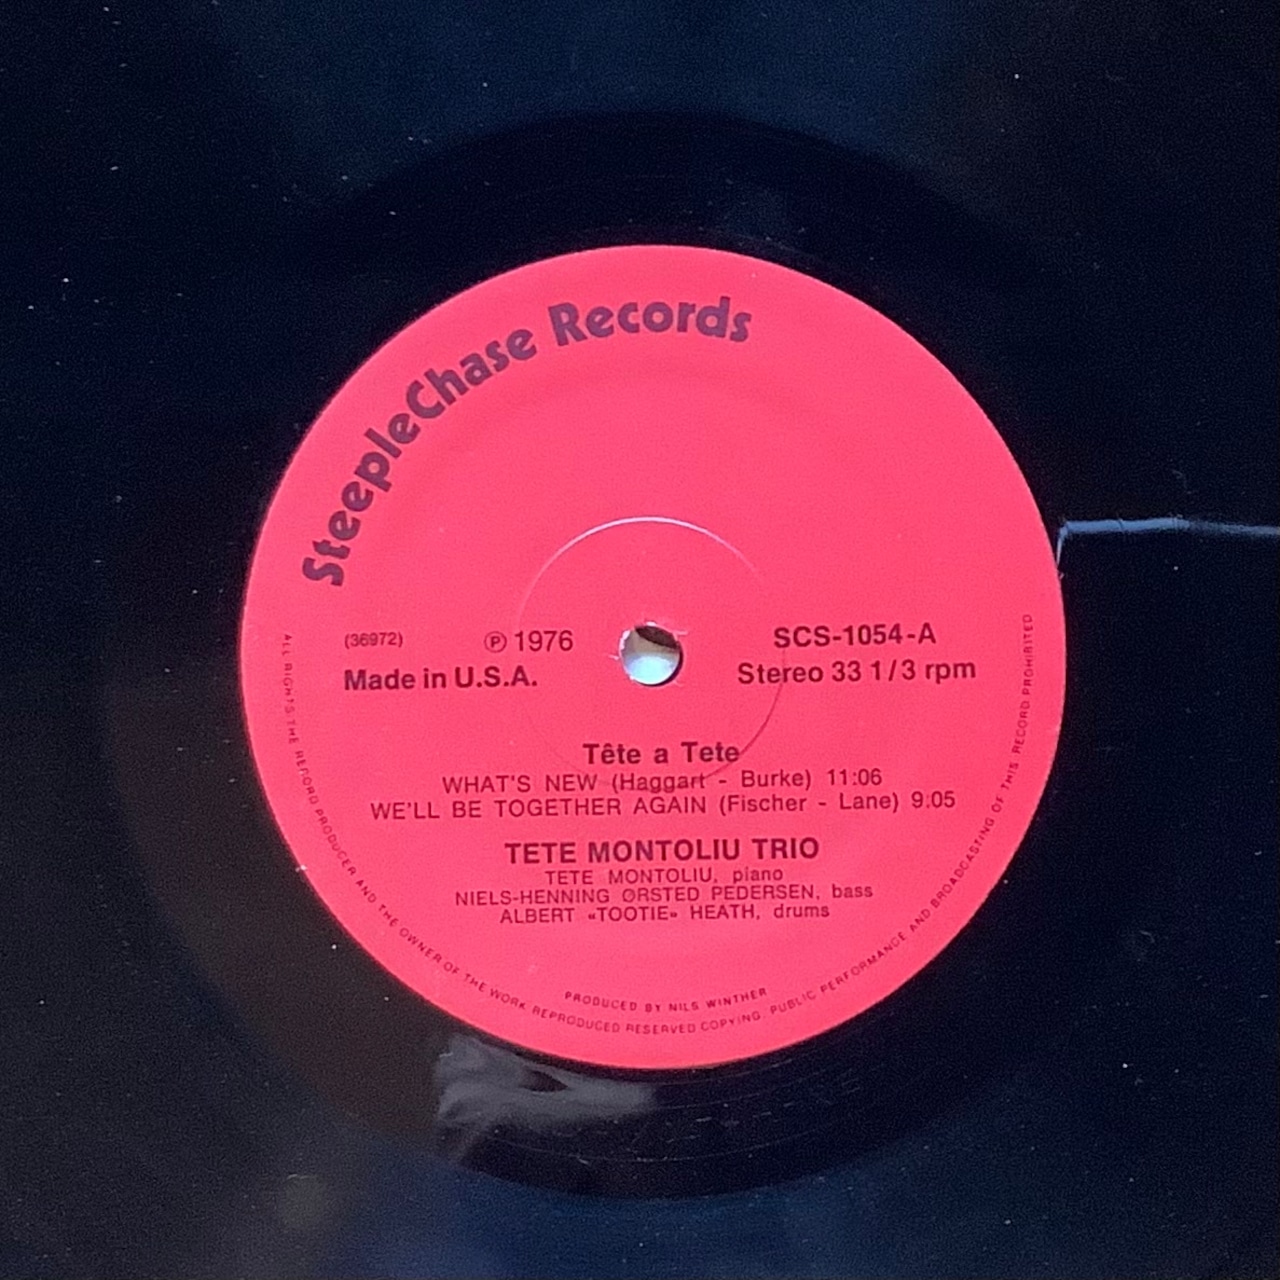 SteepleChase Records
(36972) ℗ 1976 SCS-1054-A
Made in U.S.A. Stereo 33 1/3 rpm
Tête a Tete
WHAT'S NEW (Haggart - Burke) 11:06
WE'LL BE TOGETHER AGAIN (Fischer - Lane) 9:05
TETE MONTOLIU TRIO
TETE MONTOLIU, piano
NIELS-HENNING ØRSTED PEDERSEN, bass
ALBERT «TOOTIE» HEATH, drums
PRODUCED BY NILS WINTHER
ALL RIGHTS THE RECORD PRODUCER AND THE OWNER OF THE WORK REPRODUCED RESERVED COPYING. PUBLIC PERFORMANCE AND BROADCASTING OF THIS RECORD PROHIBITED